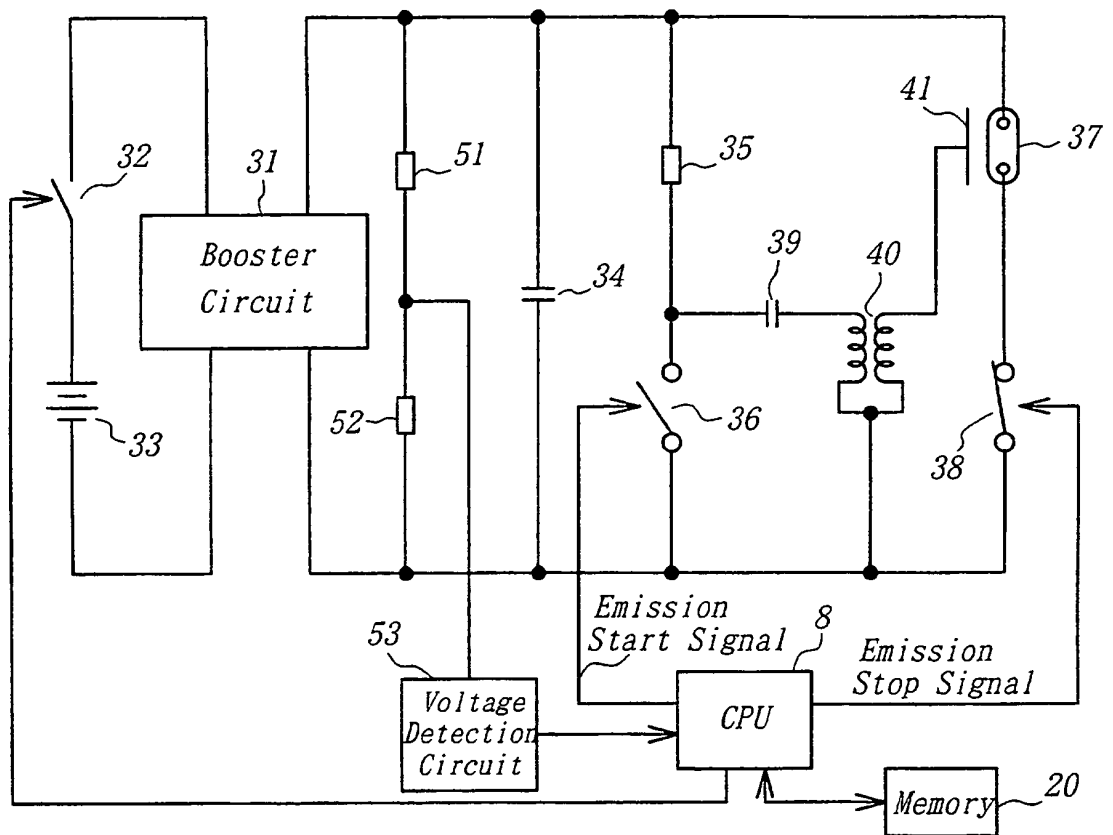 41
37
32
31
51
35
Booster
Circuit
39
40
34
33
52
36
38
Emission
Start Signal
8
Emission
Stop Signal
53
Voltage
Detection
Circuit
CPU
Memory
20